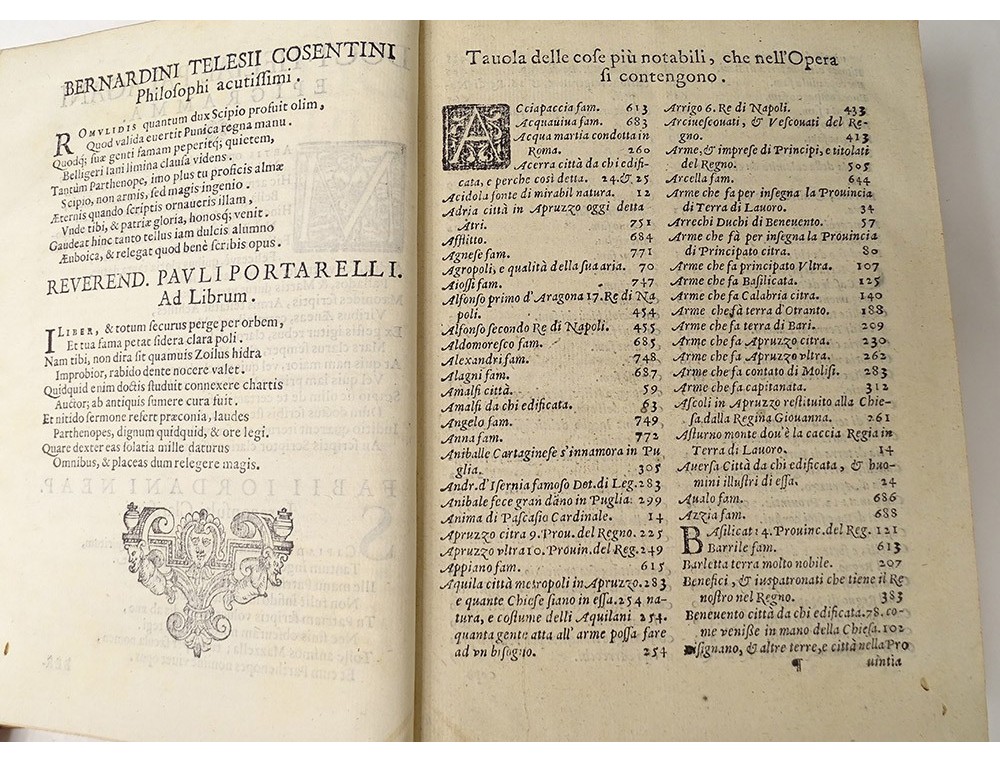 BERNARDINI TELESII COSENTINI
Philosophi acutiſſimi.
ROMVLIDIS quantum dux Scipio profuit olim,
Quod valida euertit Punica regna manu.
Quodq; ſuæ genti famam peperitq; quietem,
Belligeri Iani limina clauſa videns.
Tantùm Parthenope, imo plus tu proficis almæ
Scipio, non armis, ſed magis ingenio.
Æternis quando ſcriptis ornaueris illam,
Vnde tibi, & patriæ gloria, honosq; venit.
Gaudeat hinc tanto tellus iam dulcis alumno
Æuboica, & relegat quod benè ſcribis opus.
REVEREND. PAVLI PORTARELLI.
Ad Librum.
I LIBER, & totum ſecurus perge per orbem,
Et tua fama petat ſidera clara poli.
Nam tibi, non dira ſit quamuis Zoilus hidra
Improbior, rabido dente nocere valet.
Quidquid enim doctis ſtuduit connexere chartis
Auctor; ab antiquis ſumere cura fuit.
Et nitido ſermone refert præconia, laudes
Parthenopes, dignum quidquid, & ore legi.
Quare dexter eas ſolatia mille daturus
Omnibus, & placeas dum relegere magis.
Tauola delle coſe più notabili, che nell'Opera
ſi contengono.
ACciapaccia fam. 613
Acquauiua fam. 683
Acqua martia condotta in
Roma. 260
Acerra città da chi edifi-
cata, e perche così detta. 24. & 25
Acidola fonte di mirabil natura. 12
Adria città in Apruzzo oggi detta
Atri. 751
Afflitto. 684
Agneſe fam. 771
Agropoli, e qualità della ſua aria. 70
Aioſſi fam. 747
Alfonſo primo d'Aragona 17. Re di Na
poli. 454
Alfonſo ſecondo Re di Napoli. 455
Aldomoreſco fam. 685
Alexandri fam. 748
Alagni fam. 687
Amalfi città. 59
Amalfi da chi edificata. 83
Angelo fam. 749
Anna fam. 772
Aniballe Cartagineſe s'innamora in Pu
glia. 305
Andr. d'Iſernia famoſo Dot. di Leg. 283
Anibale fece gran dāno in Puglia. 299
Anima di Paſcaſio Cardinale. 14
Apruzzo citra 9. Prou. del Regno. 225
Apruzzo vltra 10. Prouin. del Reg. 249
Appiano fam. 615
Aquila città metropoli in Apruzzo. 283
e quante Chieſe ſiano in eſſa. 254 na-
tura, e coſtume delli Aquilani 254.
quanta gente atta all'arme poſſa fare
ad vn biſogno. 254
Arrigo 6. Re di Napoli. 433
Arciueſcouati, & Veſcouati del Re-
gno. 413
Arme, & impreſe di Principi, e titolati
del Regno. 505
Arcella fam. 644
Arme che fa per inſegna la Prouincia
di Terra di Lauoro. 34
Arrechi Duchi di Beneuento. 57
Arme che fà per inſegna la Prouincia
di Principato citra. 80
Arme che fa principato Vltra. 107
Arme che fa Baſilicata. 125
Arme che fa Calabria citra. 140
Arme che fà terra d'Otranto. 188
Arme che fa terra di Bari. 209
Arme che fa Apruzzo citra. 230
Arme che fa Apruzzo vltra. 262
Arme che fa contato di Moliſi. 283
Arme che fa capitanata. 312
Aſcoli in Apruzzo reſtituito alla Chie-
ſa dalla Regina Giouanna. 261
Aſturno monte dou'è la caccia Regia in
Terra di Lauoro. 14
Auerſa Città da chi edificata, & huo-
mini illuſtri di eſſa. 24
Aualo fam. 686
Azzia fam. 688
BAſilicat 14. Prouinc. del Reg. 121
Barrile fam. 613
Barletta terra molto nobile. 207
Benefici, & iuſpatronati che tiene il Re
noſtro nel Regno. 383
Beneuento città da chi edificata. 78. co-
me veniſſe in mano della Chieſa. 102
Biſignano, & altre terre, e città nella Pro
¶ uintia